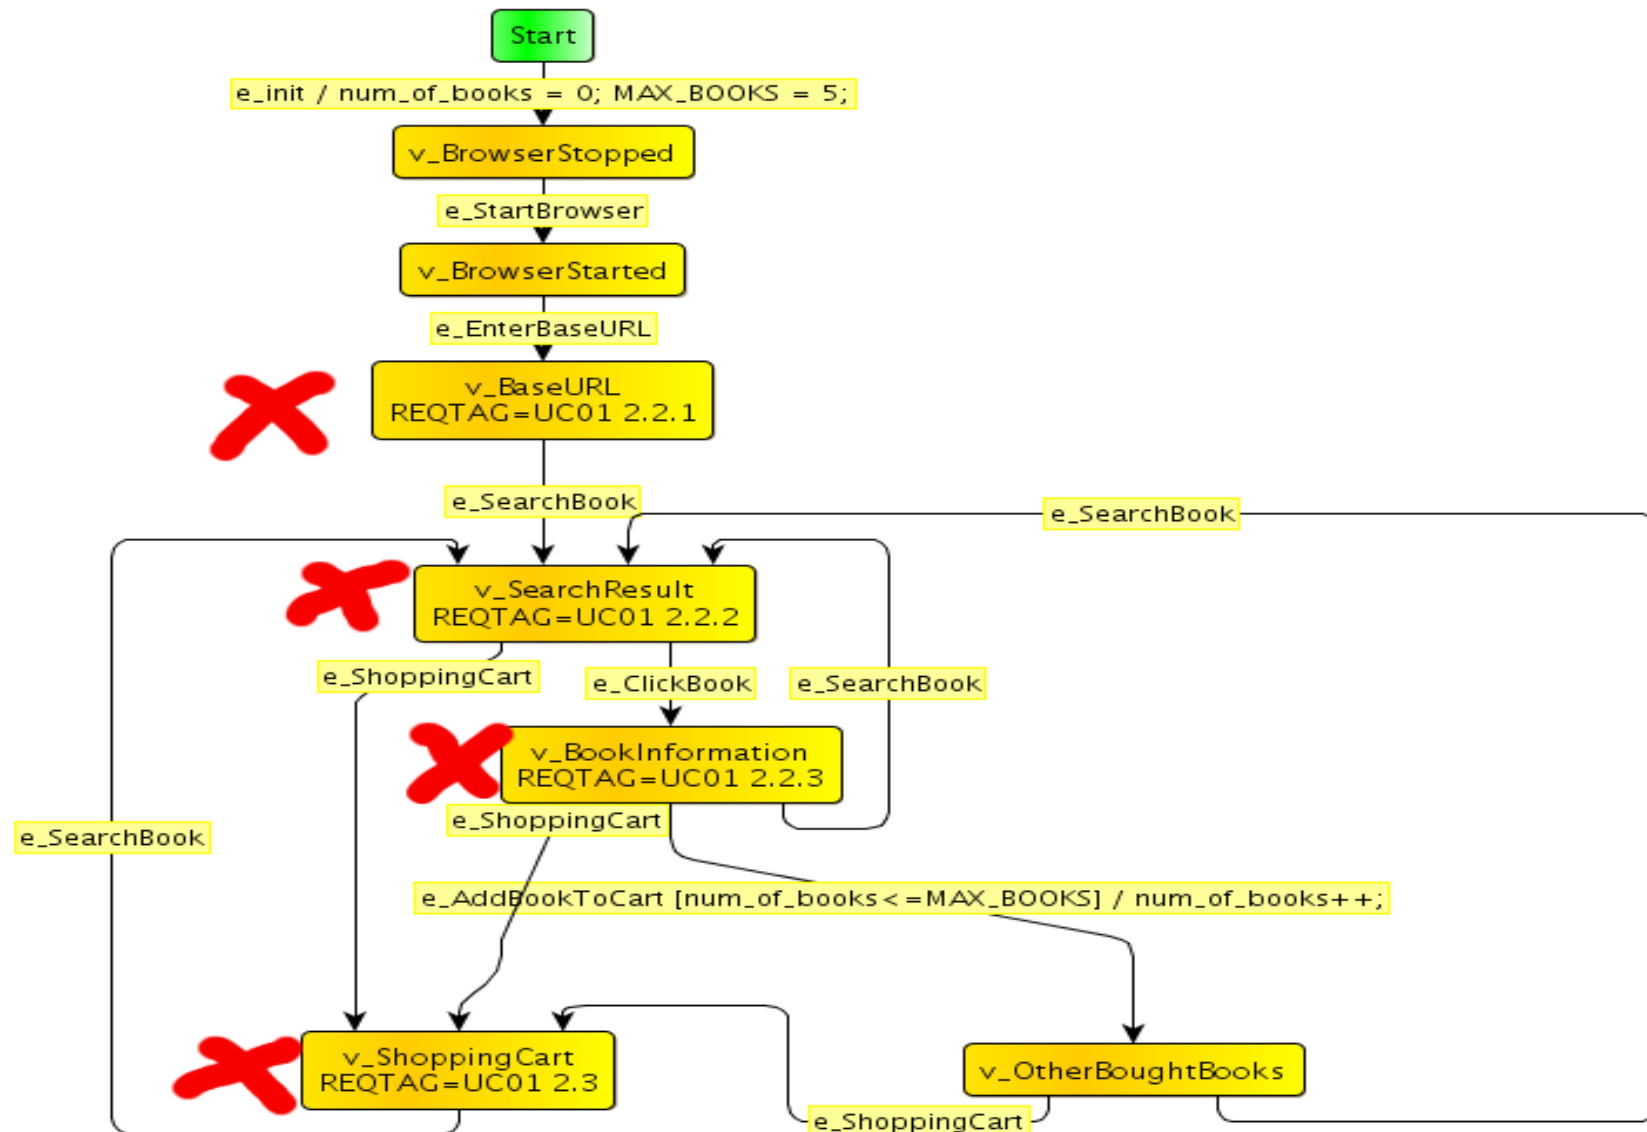 Start
e_init / num_of_books = 0; MAX_BOOKS = 5;
v_BrowserStopped
e_StartBrowser
v_BrowserStarted
e_EnterBaseURL
v_BaseURL
REQTAG=UC01 2.2.1
e_SearchBook
e_SearchBook
v_SearchResult
REQTAG=UC01 2.2.2
e_ShoppingCart
e_ClickBook
e_SearchBook
v_BookInformation
REQTAG=UC01 2.2.3
e_ShoppingCart
e_SearchBook
e_AddBookToCart [num_of_books<=MAX_BOOKS] / num_of_books++;
v_ShoppingCart
REQTAG=UC01 2.3
v_OtherBoughtBooks
e_ShoppingCart